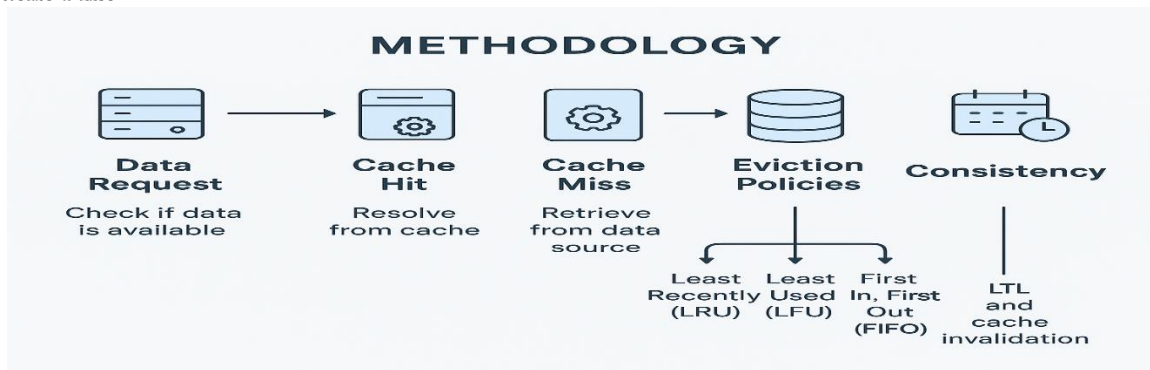 METHODOLOGY
Data
Request
Check if data
is available
Cache
Hit
Resolve
from cache
Cache
Miss
Retrieve
from data
source
Eviction
Policies
Least
Recently
(LRU)
Least
Used
(LFU)
First
In, First
Out
(FIFO)
Consistency
LTL
and
cache
invalidation